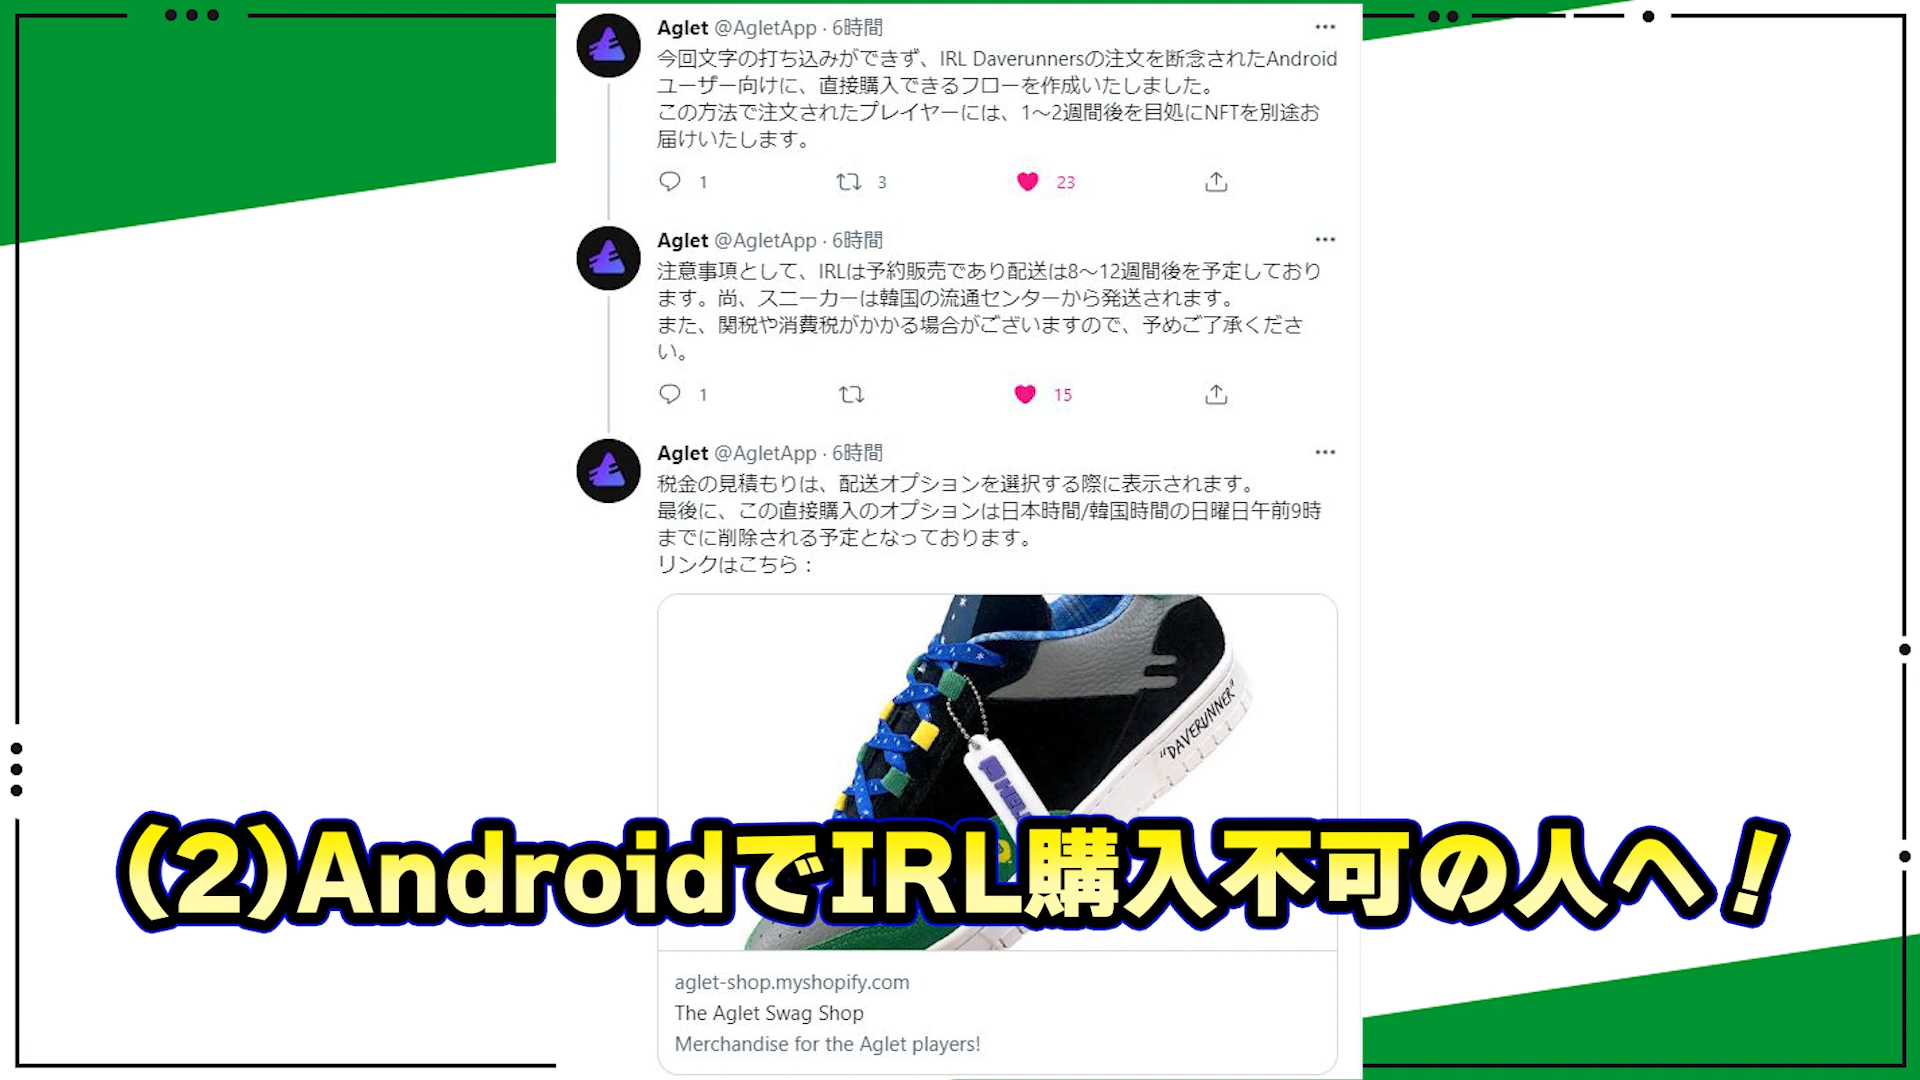 Aglet @AgletApp · 6時間
今回文字の打ち込みができず、IRL Daverunnersの注文を断念されたAndroid
ユーザー向けに、直接購入できるフローを作成いたしました。
この方法で注文されたプレイヤーには、1～2週間後を目処にNFTを別途お
届けいたします。
1 3 23
Aglet @AgletApp · 6時間
注意事項として、IRLは予約販売であり配送は8～12週間後を予定しており
ます。尚、スニーカーは韓国の流通センターから発送されます。
また、関税や消費税がかかる場合がございますので、予めご了承くださ
い。
1 15
Aglet @AgletApp · 6時間
税金の見積もりは、配送オプションを選択する際に表示されます。
最後に、この直接購入のオプションは日本時間/韓国時間の日曜日午前9時
までに削除される予定となっております。
リンクはこちら：
"DAVERUNNER"
(2)AndroidでIRL購入不可の人へ！
aglet-shop.myshopify.com
The Aglet Swag Shop
Merchandise for the Aglet players!